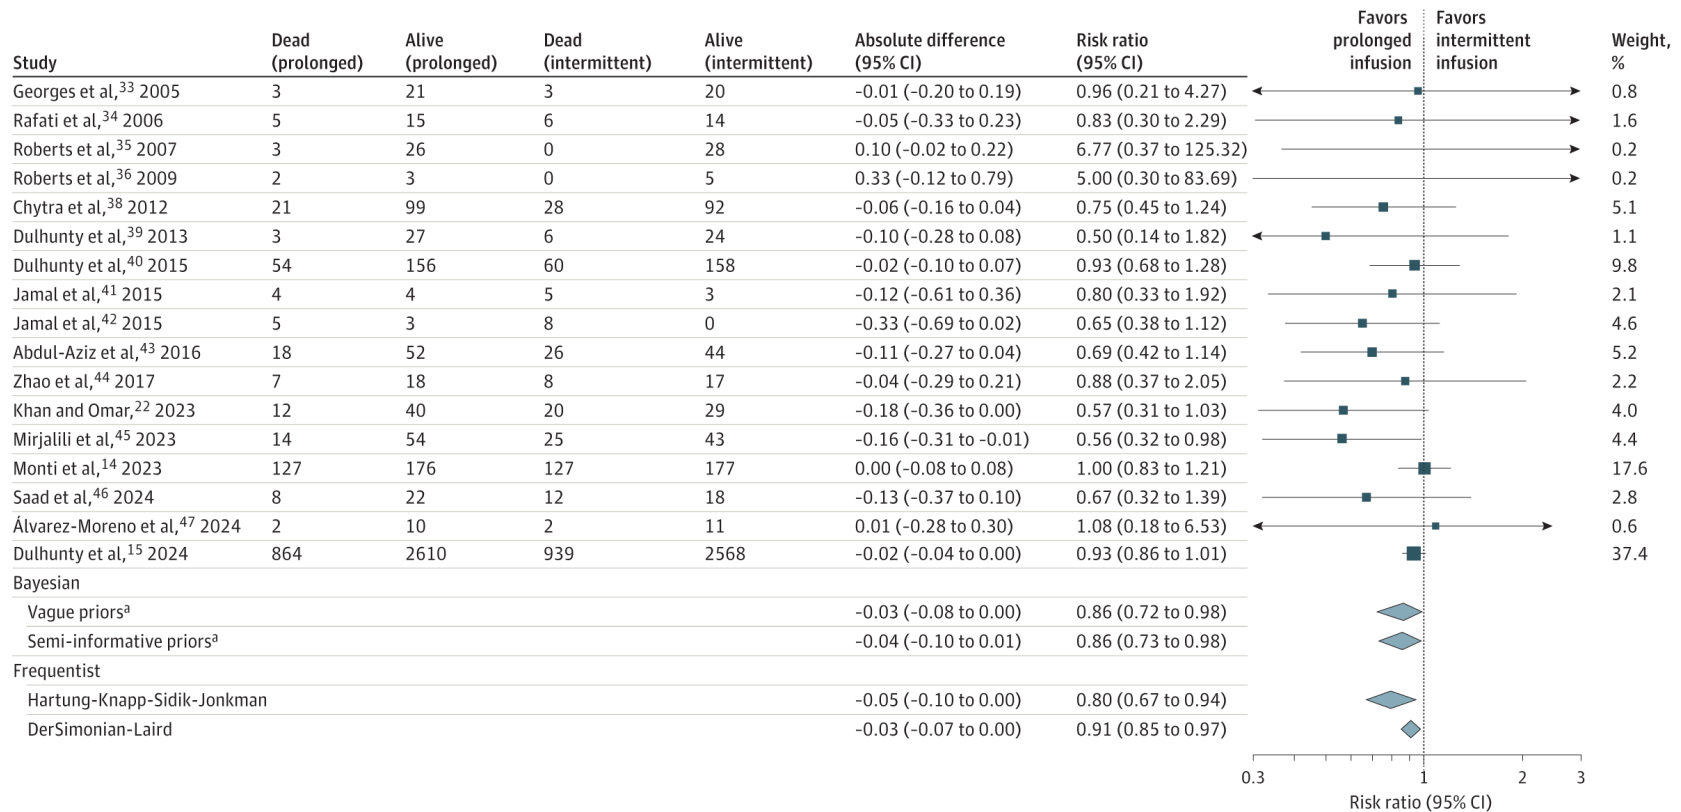 Study Dead (prolonged) Alive (prolonged) Dead (intermittent) Alive (intermittent) Absolute difference (95% CI) Risk ratio (95% CI) Favors prolonged infusion Favors intermittent infusion Weight, %
Georges et al,33 2005 3 21 3 20 -0.01 (-0.20 to 0.19) 0.96 (0.21 to 4.27) 0.8
Rafati et al,34 2006 5 15 6 14 -0.05 (-0.33 to 0.23) 0.83 (0.30 to 2.29) 1.6
Roberts et al,35 2007 3 26 0 28 0.10 (-0.02 to 0.22) 6.77 (0.37 to 125.32) 0.2
Roberts et al,36 2009 2 3 0 5 0.33 (-0.12 to 0.79) 5.00 (0.30 to 83.69) 0.2
Chytra et al,38 2012 21 99 28 92 -0.06 (-0.16 to 0.04) 0.75 (0.45 to 1.24) 5.1
Dulhunty et al,39 2013 3 27 6 24 -0.10 (-0.28 to 0.08) 0.50 (0.14 to 1.82) 1.1
Dulhunty et al,40 2015 54 156 60 158 -0.02 (-0.10 to 0.07) 0.93 (0.68 to 1.28) 9.8
Jamal et al,41 2015 4 4 5 3 -0.12 (-0.61 to 0.36) 0.80 (0.33 to 1.92) 2.1
Jamal et al,42 2015 5 3 8 0 -0.33 (-0.69 to 0.02) 0.65 (0.38 to 1.12) 4.6
Abdul-Aziz et al,43 2016 18 52 26 44 -0.11 (-0.27 to 0.04) 0.69 (0.42 to 1.14) 5.2
Zhao et al,44 2017 7 18 8 17 -0.04 (-0.29 to 0.21) 0.88 (0.37 to 2.05) 2.2
Khan and Omar,22 2023 12 40 20 29 -0.18 (-0.36 to 0.00) 0.57 (0.31 to 1.03) 4.0
Mirjalili et al,45 2023 14 54 25 43 -0.16 (-0.31 to -0.01) 0.56 (0.32 to 0.98) 4.4
Monti et al,14 2023 127 176 127 177 0.00 (-0.08 to 0.08) 1.00 (0.83 to 1.21) 17.6
Saad et al,46 2024 8 22 12 18 -0.13 (-0.37 to 0.10) 0.67 (0.32 to 1.39) 2.8
Álvarez-Moreno et al,47 2024 2 10 2 11 0.01 (-0.28 to 0.30) 1.08 (0.18 to 6.53) 0.6
Dulhunty et al,15 2024 864 2610 939 2568 -0.02 (-0.04 to 0.00) 0.93 (0.86 to 1.01) 37.4
Bayesian
Vague priorsa -0.03 (-0.08 to 0.00) 0.86 (0.72 to 0.98)
Semi-informative priorsa -0.04 (-0.10 to 0.01) 0.86 (0.73 to 0.98)
Frequentist
Hartung-Knapp-Sidik-Jonkman -0.05 (-0.10 to 0.00) 0.80 (0.67 to 0.94)
DerSimonian-Laird -0.03 (-0.07 to 0.00) 0.91 (0.85 to 0.97)
0.3 1 2 3
Risk ratio (95% CI)